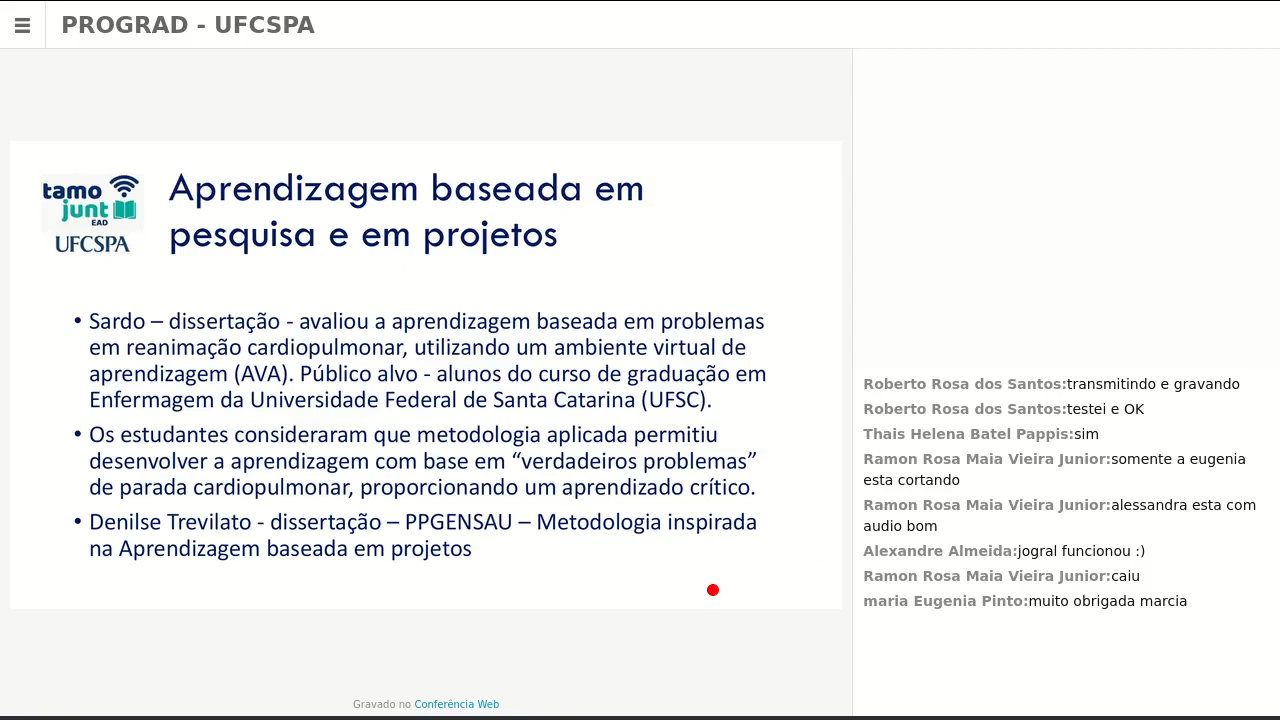 PROGRAD - UFCSPA
tamo
junt
EAD
UFCSPA
Aprendizagem baseada em
pesquisa e em projetos
• Sardo – dissertação - avaliou a aprendizagem baseada em problemas
em reanimação cardiopulmonar, utilizando um ambiente virtual de
aprendizagem (AVA). Público alvo - alunos do curso de graduação em
Enfermagem da Universidade Federal de Santa Catarina (UFSC).
• Os estudantes consideraram que metodologia aplicada permitiu
desenvolver a aprendizagem com base em “verdadeiros problemas”
de parada cardiopulmonar, proporcionando um aprendizado crítico.
• Denilse Trevilato - dissertação – PPGENSAU – Metodologia inspirada
na Aprendizagem baseada em projetos
Gravado no Conferência Web
Roberto Rosa dos Santos:transmitindo e gravando
Roberto Rosa dos Santos:testei e OK
Thais Helena Batel Pappis:sim
Ramon Rosa Maia Vieira Junior:somente a eugenia
esta cortando
Ramon Rosa Maia Vieira Junior:alessandra esta com
audio bom
Alexandre Almeida:jogral funcionou :)
Ramon Rosa Maia Vieira Junior:caiu
maria Eugenia Pinto:muito obrigada marcia